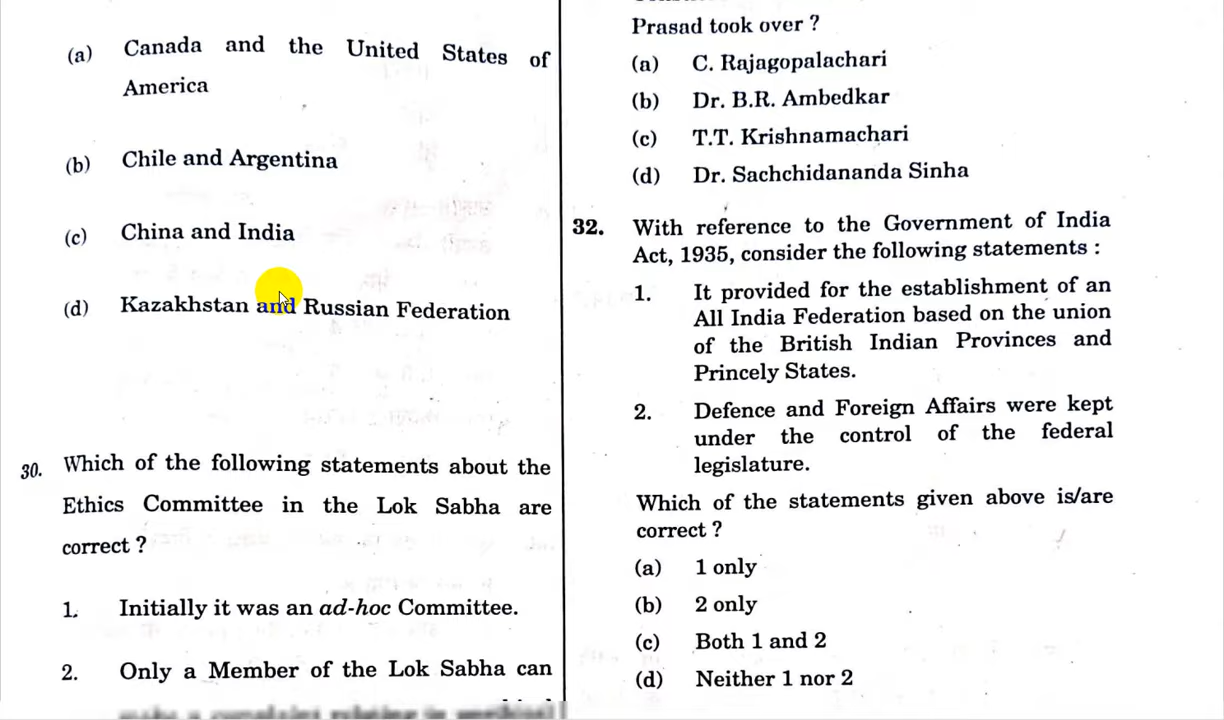 (a) Canada and the United States of
America
(b) Chile and Argentina
(c) China and India
(d) Kazakhstan and Russian Federation
30. Which of the following statements about the
Ethics Committee in the Lok Sabha are
correct ?
1. Initially it was an ad-hoc Committee.
2. Only a Member of the Lok Sabha can
Prasad took over ?
(a) C. Rajagopalachari
(b) Dr. B.R. Ambedkar
(c) T.T. Krishnamachari
(d) Dr. Sachchidananda Sinha
32. With reference to the Government of India
Act, 1935, consider the following statements :
1. It provided for the establishment of an
All India Federation based on the union
of the British Indian Provinces and
Princely States.
2. Defence and Foreign Affairs were kept
under the control of the federal
legislature.
Which of the statements given above is/are
correct ?
(a) 1 only
(b) 2 only
(c) Both 1 and 2
(d) Neither 1 nor 2